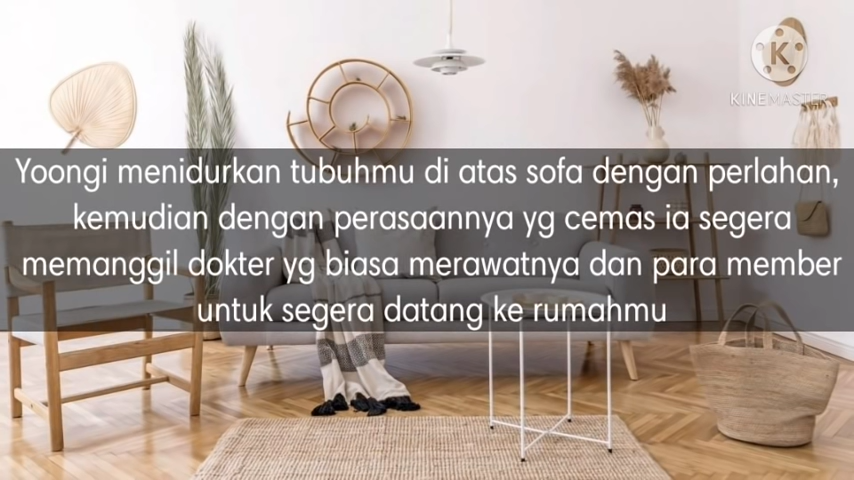 KINEMASTER
Yoongi menidurkan tubuhmu di atas sofa dengan perlahan,
kemudian dengan perasaannya yg cemas ia segera
memanggil dokter yg biasa merawatnya dan para member
untuk segera datang ke rumahmu